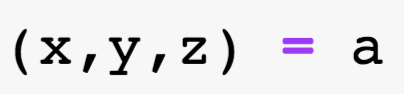 (x,y,z) = a